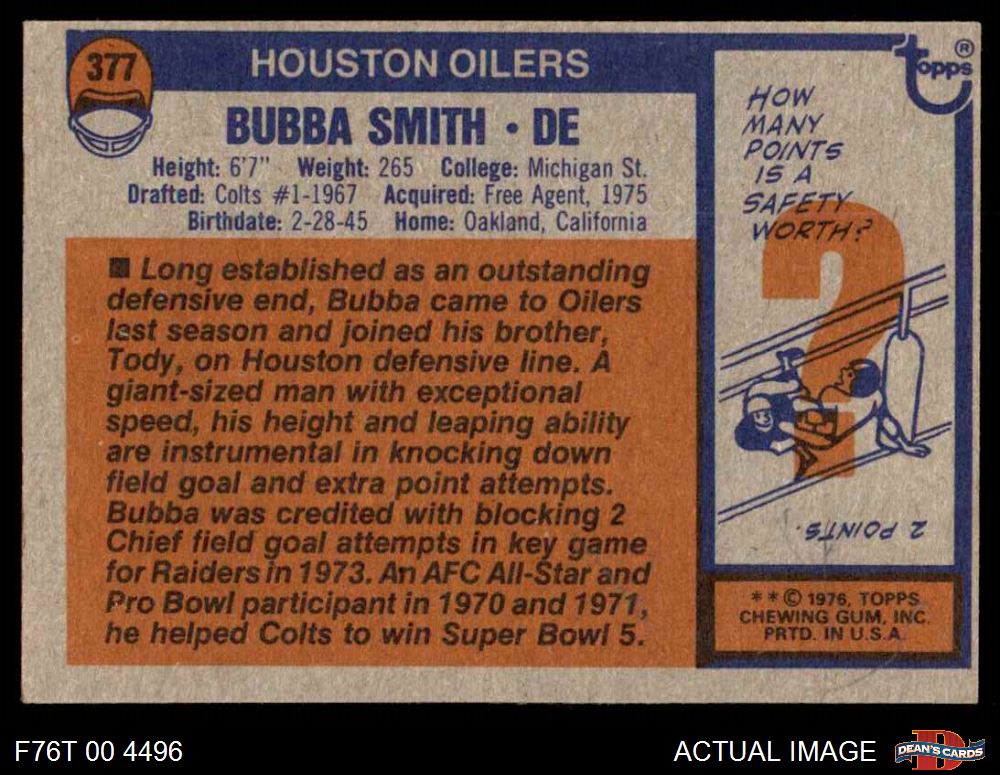 377
HOUSTON OILERS
BUBBA SMITH • DE
Height: 6'7" Weight: 265 College: Michigan St.
Drafted: Colts #1-1967 Acquired: Free Agent, 1975
Birthdate: 2-28-45 Home: Oakland, California
■ Long established as an outstanding
defensive end, Bubba came to Oilers
last season and joined his brother,
Tody, on Houston defensive line. A
giant-sized man with exceptional
speed, his height and leaping ability
are instrumental in knocking down
field goal and extra point attempts.
Bubba was credited with blocking 2
Chief field goal attempts in key game
for Raiders in 1973. An AFC All-Star and
Pro Bowl participant in 1970 and 1971,
he helped Colts to win Super Bowl 5.
topps®
HOW
MANY
POINTS
IS A
SAFETY
WORTH?
?
2 POINTS.
**© 1976, TOPPS
CHEWING GUM, INC.
PRTD. IN U.S.A.
F76T 00 4496
ACTUAL IMAGE
D
DEAN'S CARDS